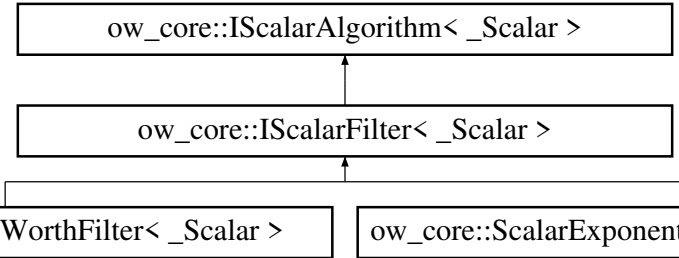 ow_core::IScalarAlgorithm< _Scalar >
ow_core::IScalarFilter< _Scalar >
WorthFilter< _Scalar >
ow_core::ScalarExponent